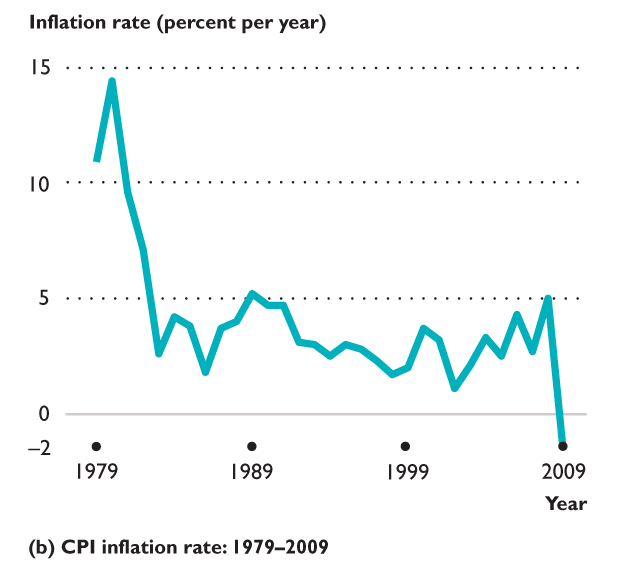 Inflation rate (percent per year)
15
10
5
0
–2
1979 1989 1999 2009
Year
(b) CPI inflation rate: 1979–2009